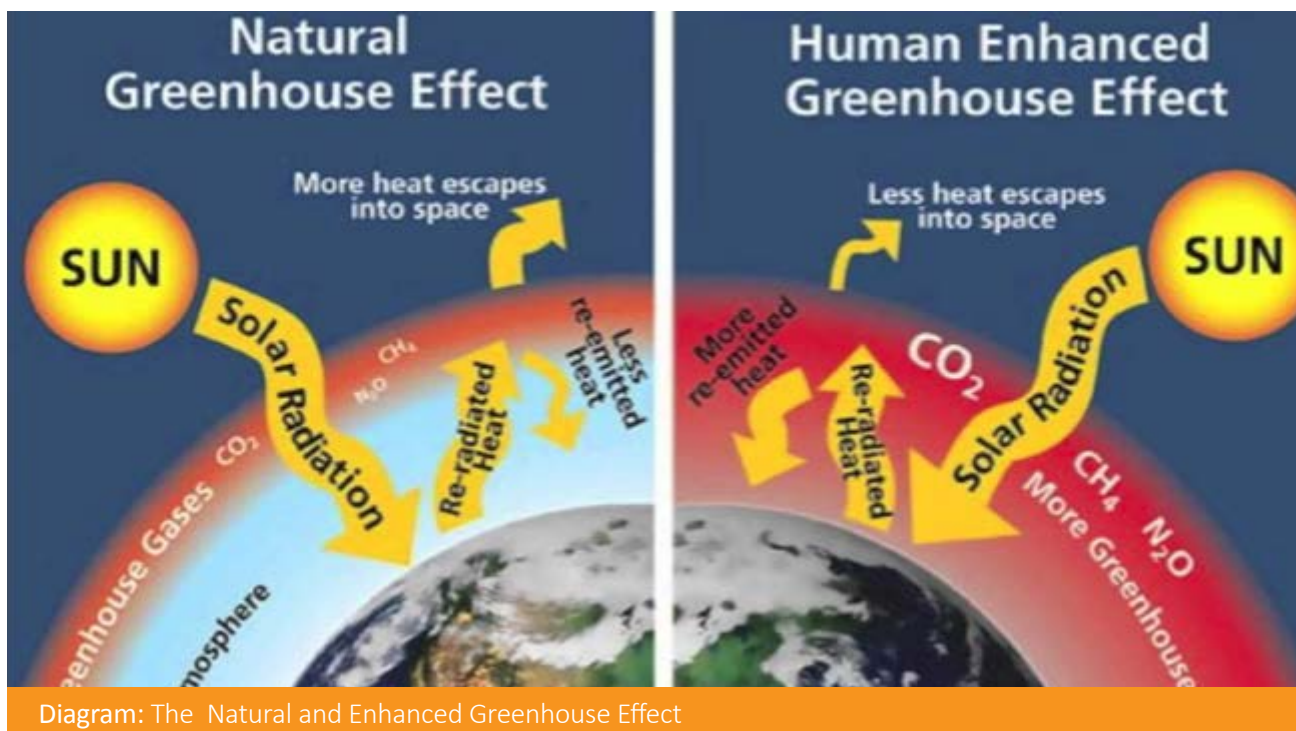 Natural
Greenhouse Effect
More heat escapes
into space
SUN
Solar Radiation
CH₄
N₂O
CO₂
Re-radiated
Heat
Less
re-emitted
heat
eenhouse Gases
mosphere
Human Enhanced
Greenhouse Effect
Less heat escapes
into space
SUN
Solar Radiation
More
re-emitted
heat
Re-radiated
Heat
CO₂
CH₄
N₂O
More Greenhouse
Diagram: The Natural and Enhanced Greenhouse Effect